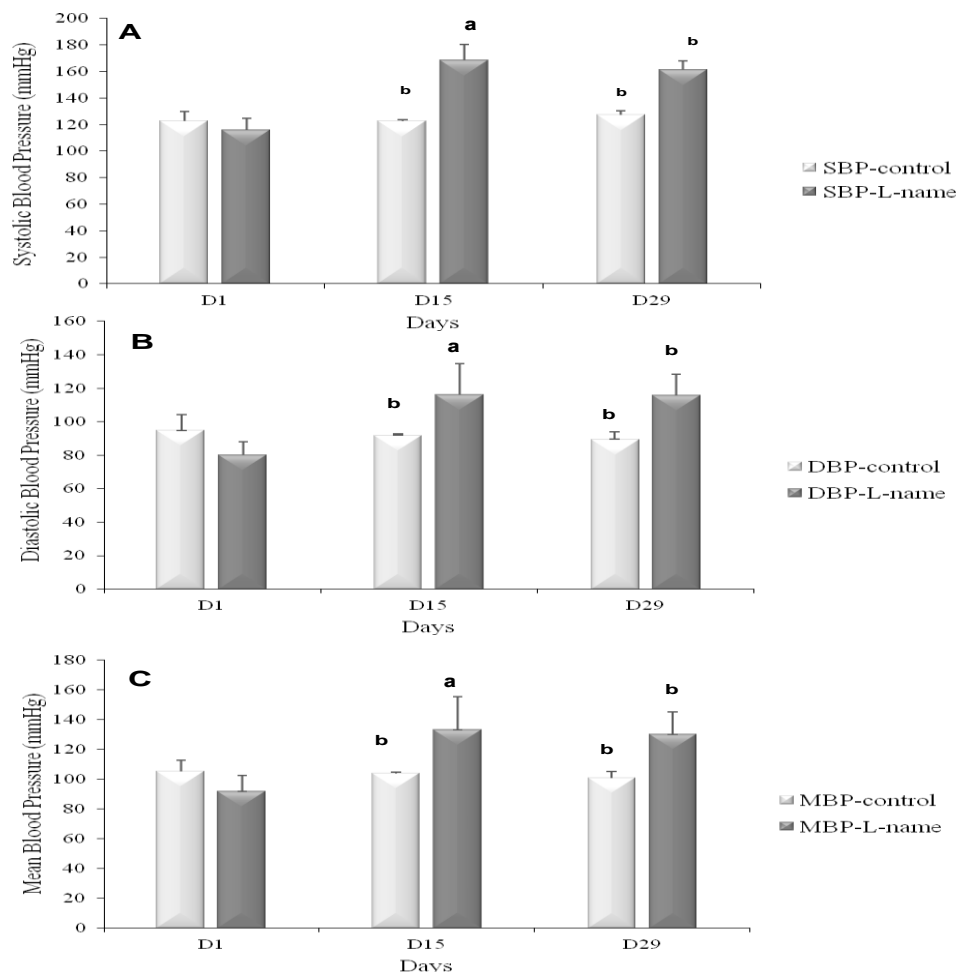 A
Systolic Blood Pressure (mmHg)
200
180
160
140
120
100
80
60
40
20
0
b
a
b
b
D1
D15
D29
Days
SBP-control
SBP-L-name
B
Diastolic Blood Pressure (mmHg)
160
140
120
100
80
60
40
20
0
b
a
b
b
D1
D15
D29
Days
DBP-control
DBP-L-name
C
Mean Blood Pressure (mmHg)
180
160
140
120
100
80
60
40
20
0
b
a
b
b
D1
D15
D29
Days
MBP-control
MBP-L-name